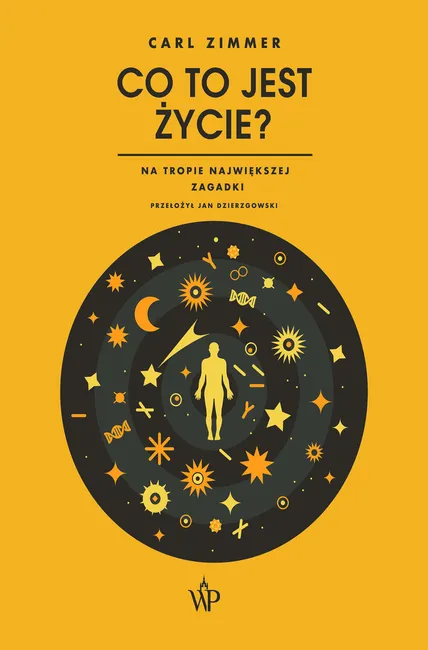 CARL ZIMMER
CO TO JEST
ŻYCIE?
NA TROPIE NAJWIĘKSZEJ
ZAGADKI
PRZEŁOŻYŁ JAN DZIERZGOWSKI
WP